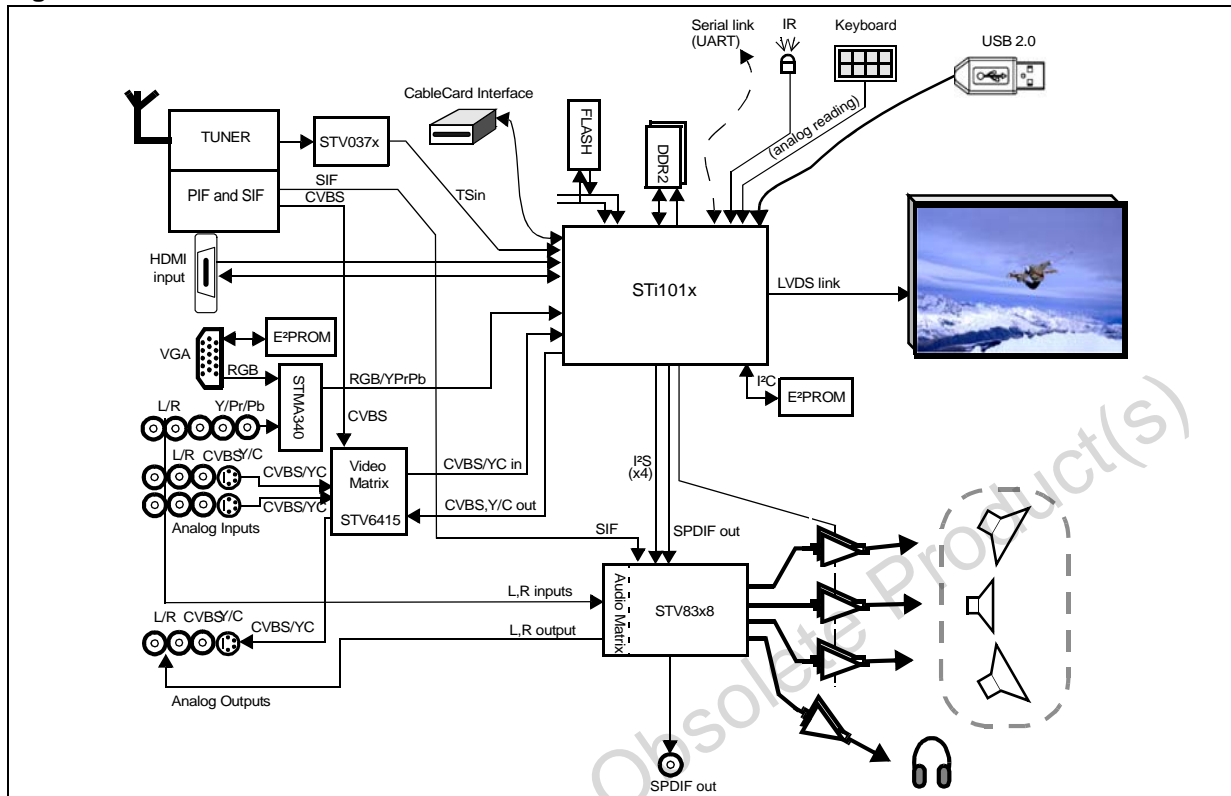 Serial link
(UART)
IR
Keyboard
USB 2.0
CableCard Interface
FLASH
DDR2
(analog reading)
TUNER
STV037x
PIF and SIF
SIF
CVBS
TSin
HDMI
input
STi101x
LVDS link
VGA
E²PROM
RGB
STMA340
RGB/YPrPb
I²C
E²PROM
L/R
Y/Pr/Pb
CVBS
L/R
CVBS
Y/C
CVBS/YC
Video
Matrix
CVBS/YC in
I²S
(x4)
CVBS/YC
STV6415
CVBS,Y/C out
Analog Inputs
SIF
SPDIF out
Audio Matrix
STV83x8
L,R inputs
L/R
CVBS
Y/C
CVBS/YC
L,R output
Analog Outputs
SPDIF out
Obsolete Product(s)